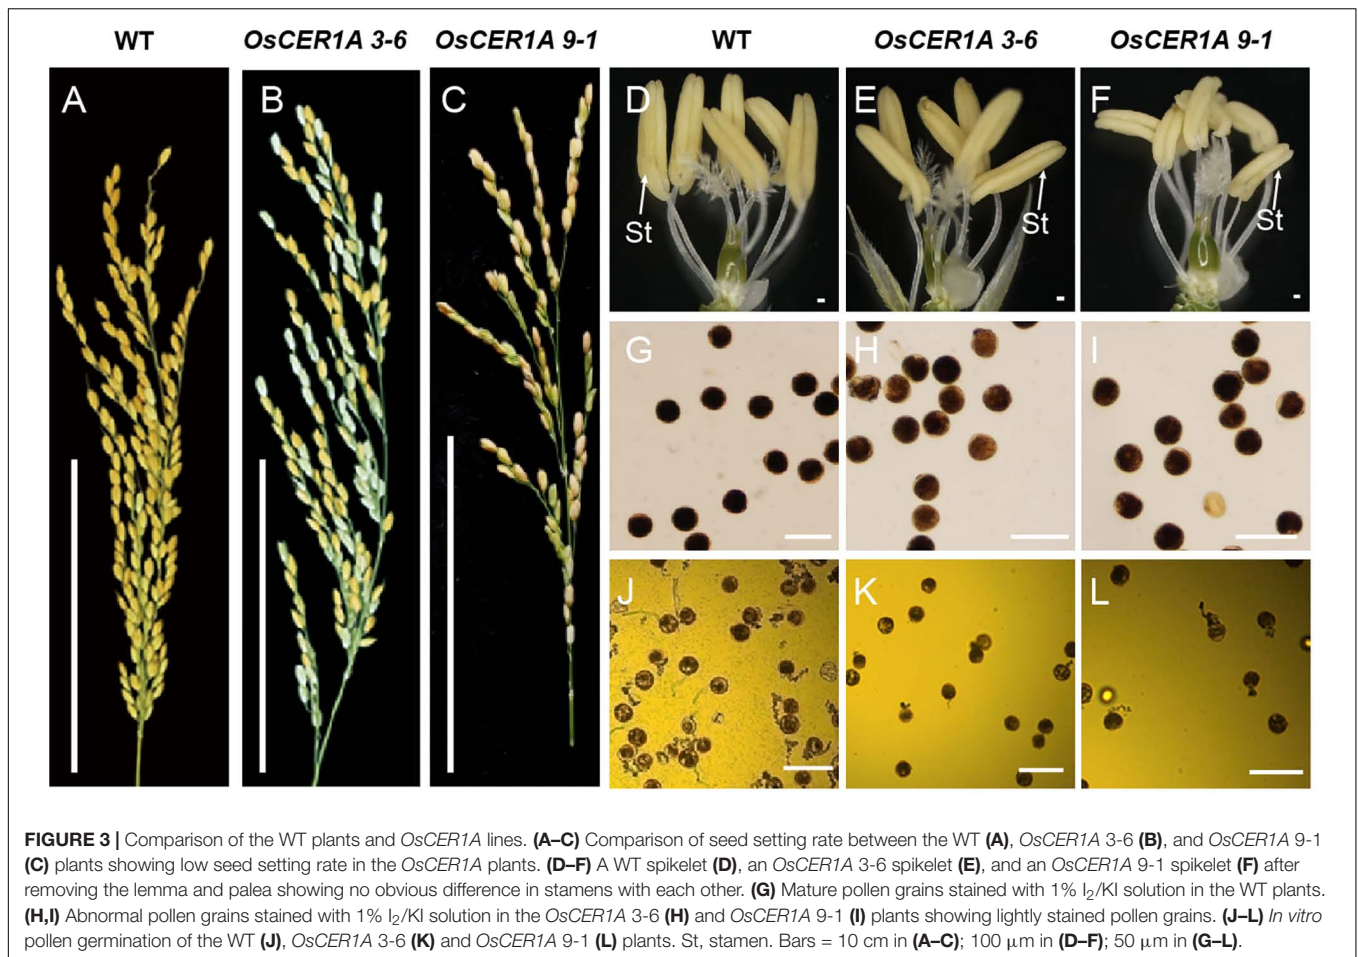 WT OsCER1A 3-6 OsCER1A 9-1 WT OsCER1A 3-6 OsCER1A 9-1
A B C D E F
St St St
G H I
J K L
FIGURE 3 | Comparison of the WT plants and OsCER1A lines. (A–C) Comparison of seed setting rate between the WT (A), OsCER1A 3-6 (B), and OsCER1A 9-1
(C) plants showing low seed setting rate in the OsCER1A plants. (D–F) A WT spikelet (D), an OsCER1A 3-6 spikelet (E), and an OsCER1A 9-1 spikelet (F) after
removing the lemma and palea showing no obvious difference in stamens with each other. (G) Mature pollen grains stained with 1% I₂/KI solution in the WT plants.
(H,I) Abnormal pollen grains stained with 1% I₂/KI solution in the OsCER1A 3-6 (H) and OsCER1A 9-1 (I) plants showing lightly stained pollen grains. (J–L) In vitro
pollen germination of the WT (J), OsCER1A 3-6 (K) and OsCER1A 9-1 (L) plants. St, stamen. Bars = 10 cm in (A–C); 100 μm in (D–F); 50 μm in (G–L).